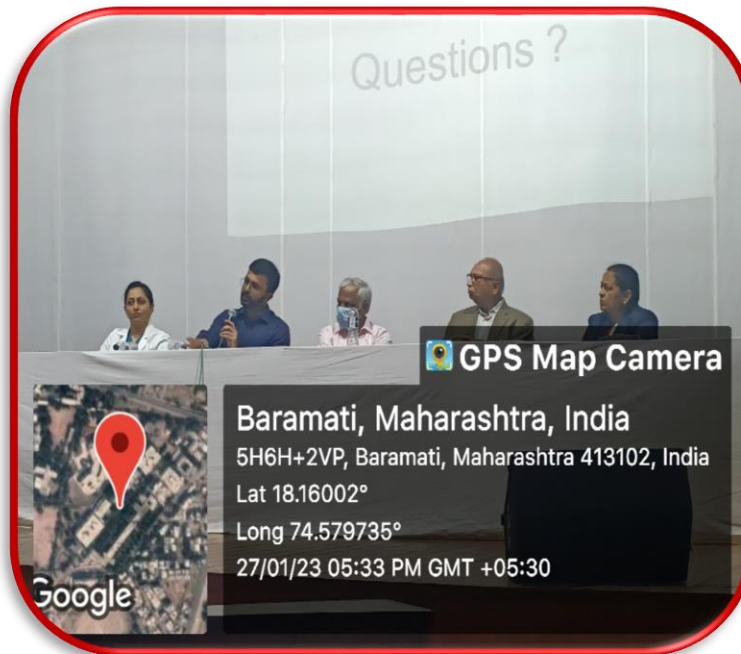 Questions ?
GPS Map Camera
Baramati, Maharashtra, India
5H6H+2VP, Baramati, Maharashtra 413102, India
Lat 18.16002°
Long 74.579735°
27/01/23 05:33 PM GMT +05:30
Google